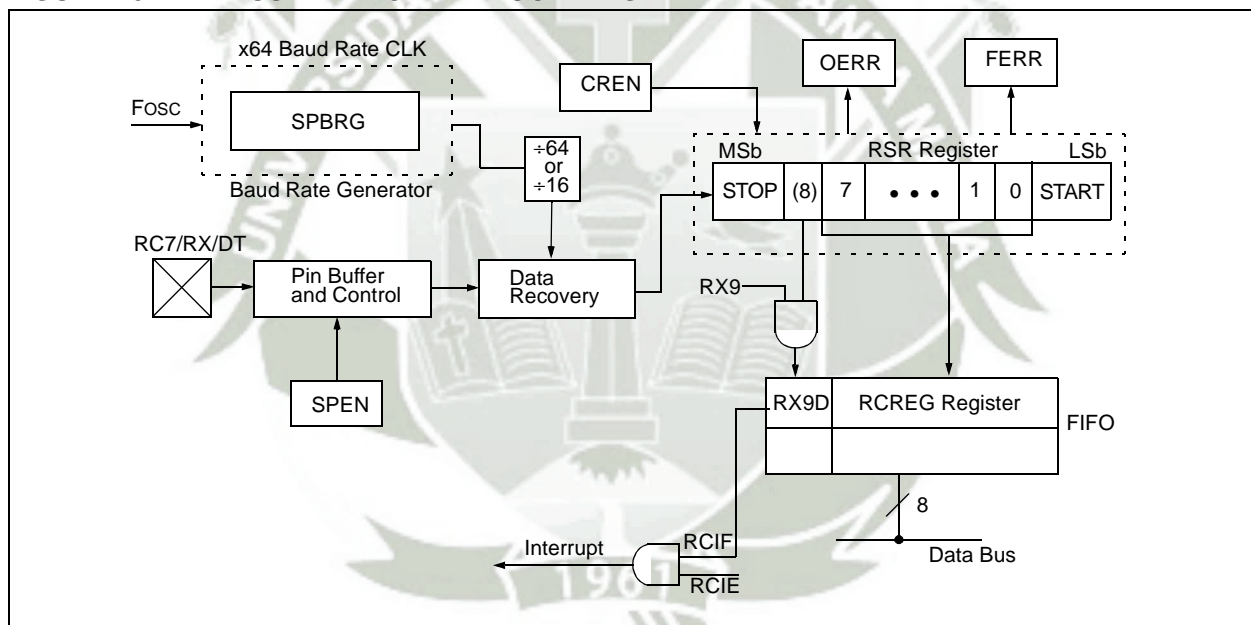 x64 Baud Rate CLK
FOSC
SPBRG
Baud Rate Generator
÷64
or
÷16
CREN
OERR
FERR
MSb
RSR Register
LSb
STOP
(8)
7
• • •
1
0
START
RC7/RX/DT
Pin Buffer
and Control
Data
Recovery
SPEN
RX9
RX9D
RCREG Register
FIFO
8
Data Bus
Interrupt
RCIF
RCIE
1961